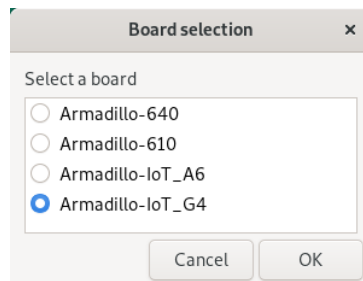 Board selection ×
Select a board
Armadillo-640
Armadillo-610
Armadillo-IoT_A6
Armadillo-IoT_G4
Cancel OK